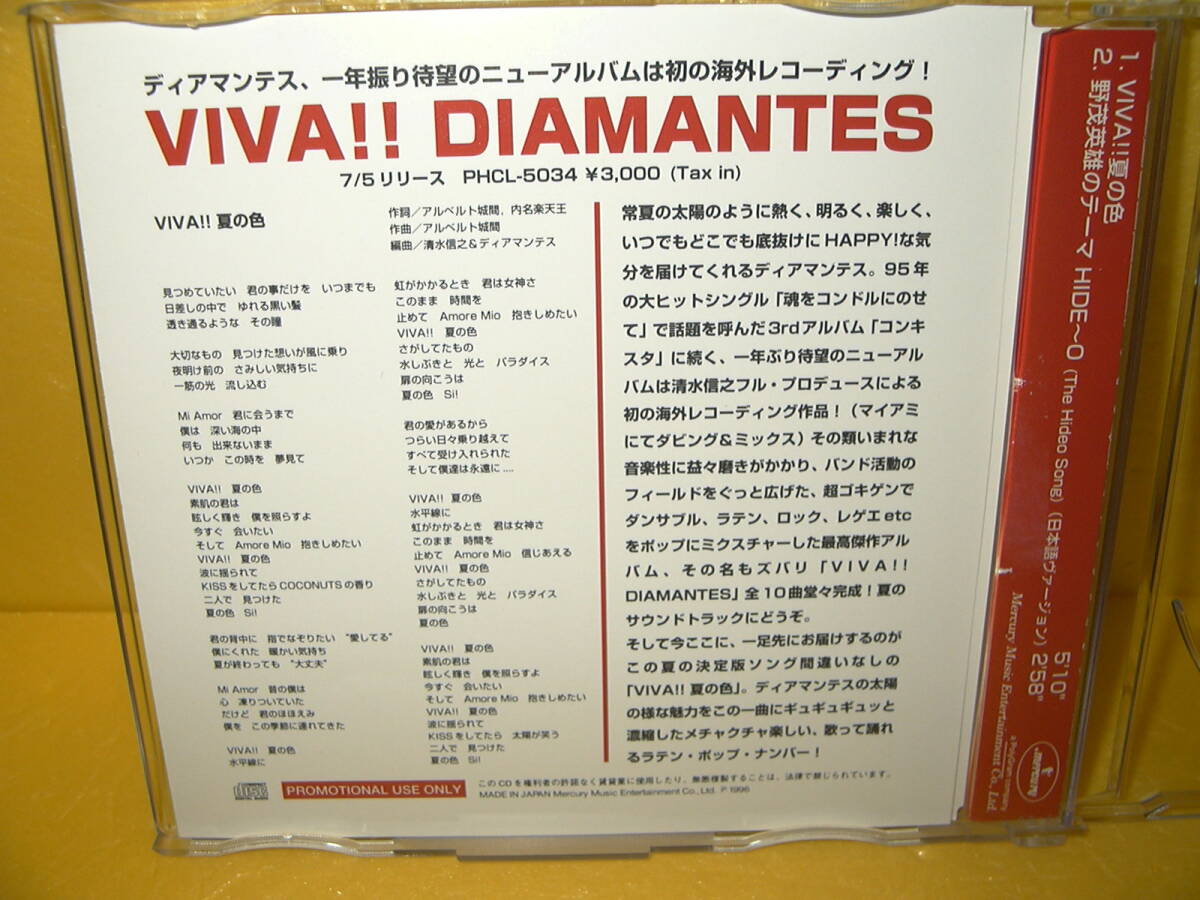 ディアマンテス、一年振り待望のニューアルバムは初の海外レコーディング！
VIVA!! DIAMANTES
7/5リリース PHCL-5034 ¥3,000 (Tax in)
VIVA!! 夏の色
作詞／アルベルト城間，内名楽天王
作曲／アルベルト城間
編曲／清水信之＆ディアマンテス
見つめていたい 君の事だけを いつまでも
日差しの中で ゆれる黒い髪
透き通るような その瞳
大切なもの 見つけた想いが風に乗り
夜明け前の さみしい気持ちに
一筋の光 流し込む
Mi Amor 君に会うまで
僕は 深い海の中
何も 出来ないまま
いつか この時を 夢見て
VIVA!! 夏の色
素肌の君は
眩しく輝き 僕を照らすよ
今すぐ 会いたい
そして Amore Mio 抱きしめたい
VIVA!! 夏の色
波に揺られて
KISSをしてたらCOCONUTSの香り
二人で 見つけた
夏の色 Si!
君の背中に 指でなぞりたい “愛してる”
僕にくれた 暖かい気持ち
夏が終わっても “大丈夫”
Mi Amor 昔の僕は
心 凍りついていた
だけど 君のほほえみ
僕を この季節に連れてきた
VIVA!! 夏の色
水平線に
虹がかかるとき 君は女神さ
このまま 時間を
止めて Amore Mio 抱きしめたい
VIVA!! 夏の色
さがしてたもの
水しぶきと 光と パラダイス
扉の向こうは
夏の色 Si!
君の愛があるから
つらい日々乗り越えて
すべて受け入れられた
そして僕達は永遠に....
VIVA!! 夏の色
水平線に
虹がかかるとき 君は女神さ
このまま 時間を
止めて Amore Mio 信じあえる
VIVA!! 夏の色
さがしてたもの
水しぶきと 光と パラダイス
扉の向こうは
夏の色
VIVA!! 夏の色
素肌の君は
眩しく輝き 僕を照らすよ
今すぐ 会いたい
そして Amore Mio 抱きしめたい
VIVA!! 夏の色
波に揺られて
KISSをしてたら 太陽が笑う
二人で 見つけた
夏の色 Si!
常夏の太陽のように熱く、明るく、楽しく、
いつでもどこでも底抜けにHAPPY!な気
分を届けてくれるディアマンテス。95年
の大ヒットシングル「魂をコンドルにのせ
て」で話題を呼んだ3rdアルバム「コンキ
スタ」に続く、一年ぶり待望のニューアル
バムは清水信之フル・プロデュースによる
初の海外レコーディング作品！（マイアミ
にてダビング＆ミックス）その類いまれな
音楽性に益々磨きがかかり、バンド活動の
フィールドをぐっと広げた、超ゴキゲンで
ダンサブル、ラテン、ロック、レゲエetc
をポップにミクスチャーした最高傑作アル
バム、その名もズバリ「VIVA!!
DIAMANTES」全10曲堂々完成！夏の
サウンドトラックにどうぞ。
そして今ここに、一足先にお届けするのが
この夏の決定版ソング間違いなしの
「VIVA!! 夏の色」。ディアマンテスの太陽
の様な魅力をこの一曲にギュギュギュッと
濃縮したメチャクチャ楽しい、歌って踊れ
るラテン・ポップ・ナンバー！
disc
DIGITAL AUDIO
PROMOTIONAL USE ONLY
このCDを権利者の許諾なく賃貸業に使用したり、無断複製することは、法律で禁じられています。
MADE IN JAPAN Mercury Music Entertainment Co., Ltd. P 1996
1. VIVA!! 夏の色 5'10"
2. 野茂英雄のテーマ HIDE〜O (The Hideo Song)（日本語ヴァージョン）2'58"
Mercury Music Entertainment Co., Ltd.
a PolyGram company
mercury